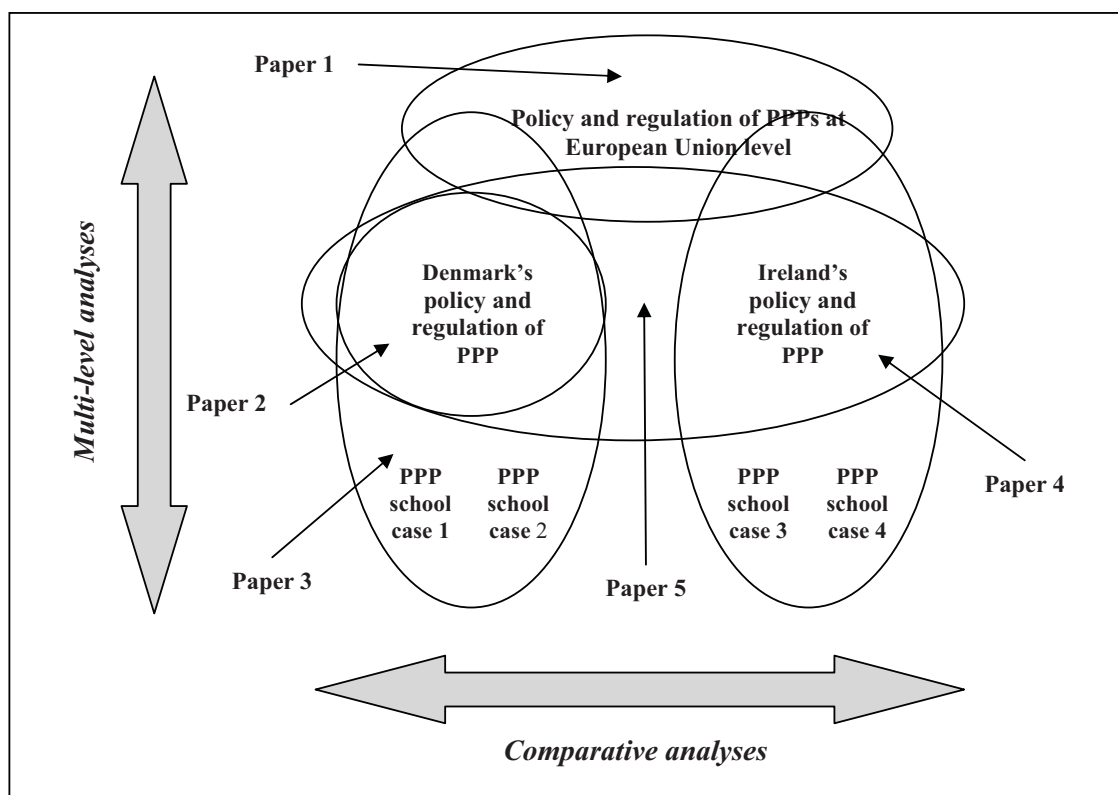 Paper 1
Policy and regulation of PPPs at
European Union level
Multi-level analyses
Denmark’s
policy and
regulation of
PPP
Ireland’s
policy and
regulation of
PPP
Paper 2
PPP
school
case 1
PPP
school
case 2
PPP
school
case 3
PPP
school
case 4
Paper 4
Paper 3
Paper 5
Comparative analyses